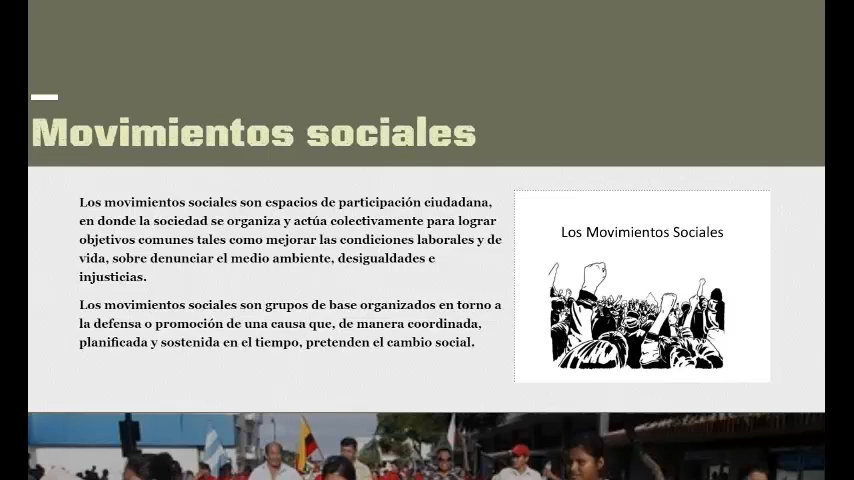 Movimientos sociales
Los movimientos sociales son espacios de participación ciudadana,
en donde la sociedad se organiza y actúa colectivamente para lograr
objetivos comunes tales como mejorar las condiciones laborales y de
vida, sobre denunciar el medio ambiente, desigualdades e
injusticias.
Los movimientos sociales son grupos de base organizados en torno a
la defensa o promoción de una causa que, de manera coordinada,
planificada y sostenida en el tiempo, pretenden el cambio social.
Los Movimientos Sociales